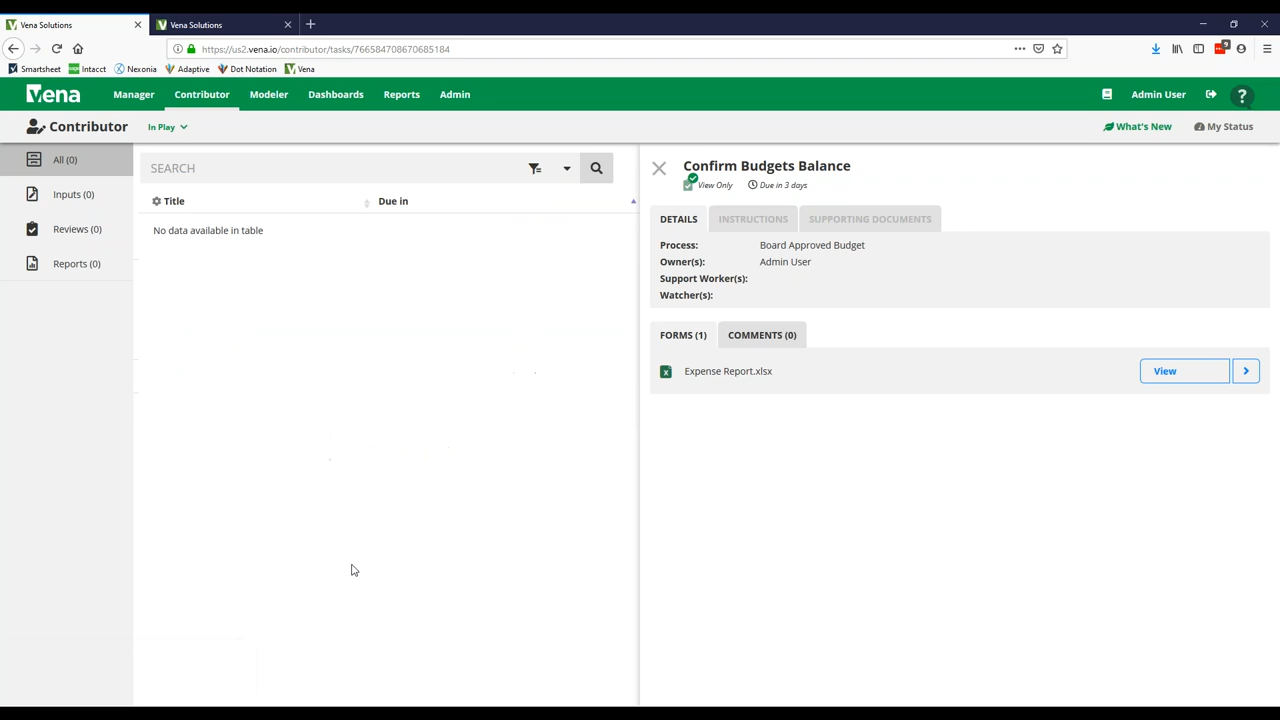 Vena Solutions
Vena Solutions
https://us2.vena.io/contributor/tasks/766584708670685184
9
Smartsheet Intacct Nexonia Adaptive Dot Notation Vena
Vena Manager Contributor Modeler Dashboards Reports Admin Admin User ?
Contributor In Play What's New My Status
All (0)
Inputs (0)
Reviews (0)
Reports (0)
SEARCH
Title Due in
No data available in table
Confirm Budgets Balance
View Only Due in 3 days
DETAILS INSTRUCTIONS SUPPORTING DOCUMENTS
Process: Board Approved Budget
Owner(s): Admin User
Support Worker(s):
Watcher(s):
FORMS (1) COMMENTS (0)
Expense Report.xlsx View